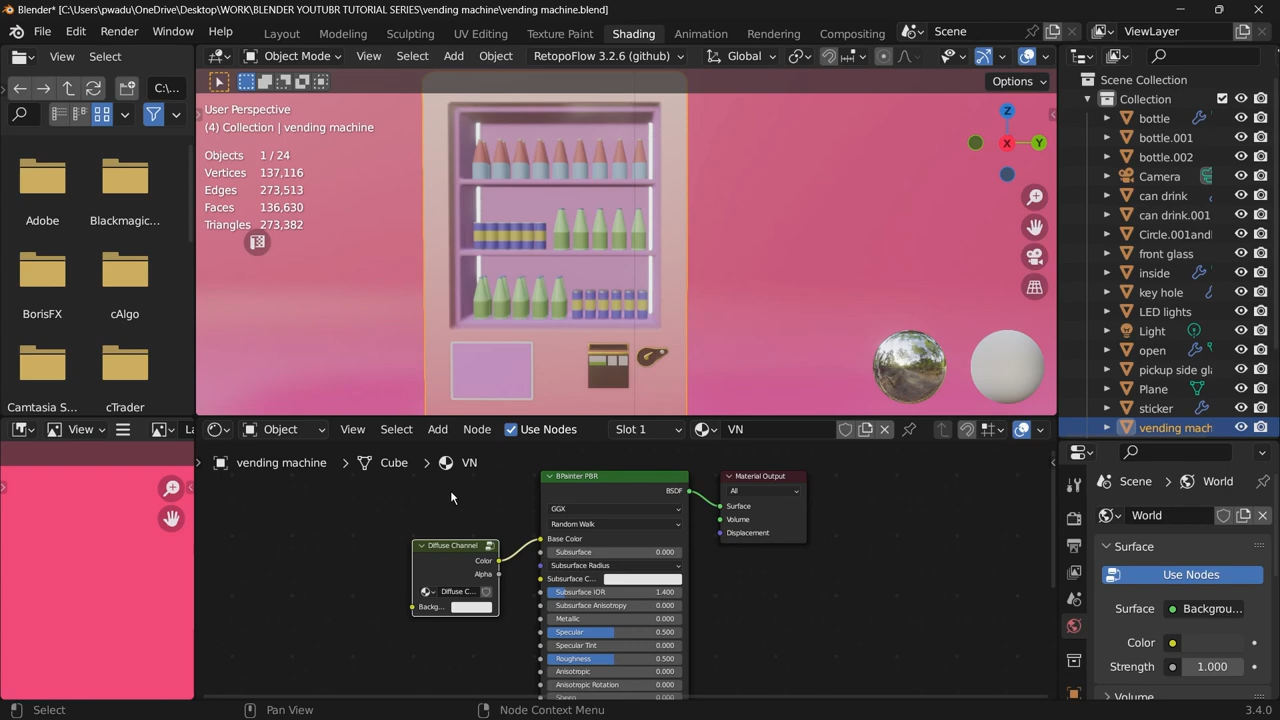 Blender* [C:\Users\pwadu\OneDrive\Desktop\WORK\BLENDER YOUTUBR TUTORIAL SERIES\vending machine\vending machine.blend]
File Edit Render Window Help Layout Modeling Sculpting UV Editing Texture Paint Shading Animation Rendering Compositing Scene ViewLayer
View Select Object Mode View Select Add Object RetopoFlow 3.2.6 (github) Global
C:\...
Options
User Perspective
(4) Collection | vending machine
Objects 1 / 24
Vertices 137,116
Edges 273,513
Faces 136,630
Triangles 273,382
X
Y
Z
Adobe
Blackmagic...
BorisFX
cAlgo
Camtasia S...
cTrader
Scene Collection
Collection
bottle
bottle.001
bottle.002
Camera
can drink
can drink.001
Circle.001andl
front glass
inside
key hole
LED lights
Light
open
pickup side gla
Plane
sticker
vending mach
View
Object View Select Add Node Use Nodes Slot 1 VN
vending machine > Cube > VN
Diffuse Channel
Color
Alpha
Diffuse C...
Backg...
BPainter PBR
BSDF
GGX
Random Walk
Base Color
Subsurface 0.000
Subsurface Radius
Subsurface C...
Subsurface IOR 1.400
Subsurface Anisotropy 0.000
Metallic 0.000
Specular 0.500
Specular Tint 0.000
Roughness 0.500
Anisotropic 0.000
Anisotropic Rotation 0.000
Material Output
All
Surface
Volume
Displacement
Scene > World
World
Surface
Use Nodes
Surface Backgrou...
Color
Strength 1.000
Volume
Select Pan View Node Context Menu 3.4.0